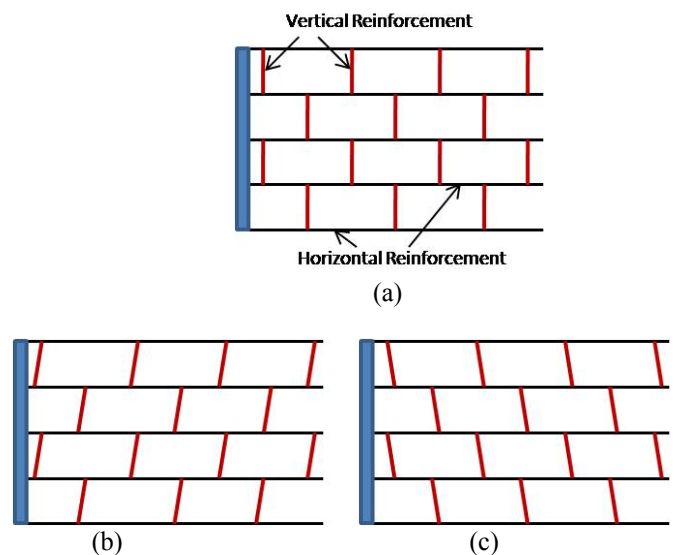 Vertical Reinforcement
Horizontal Reinforcement
(a)
(b)
(c)